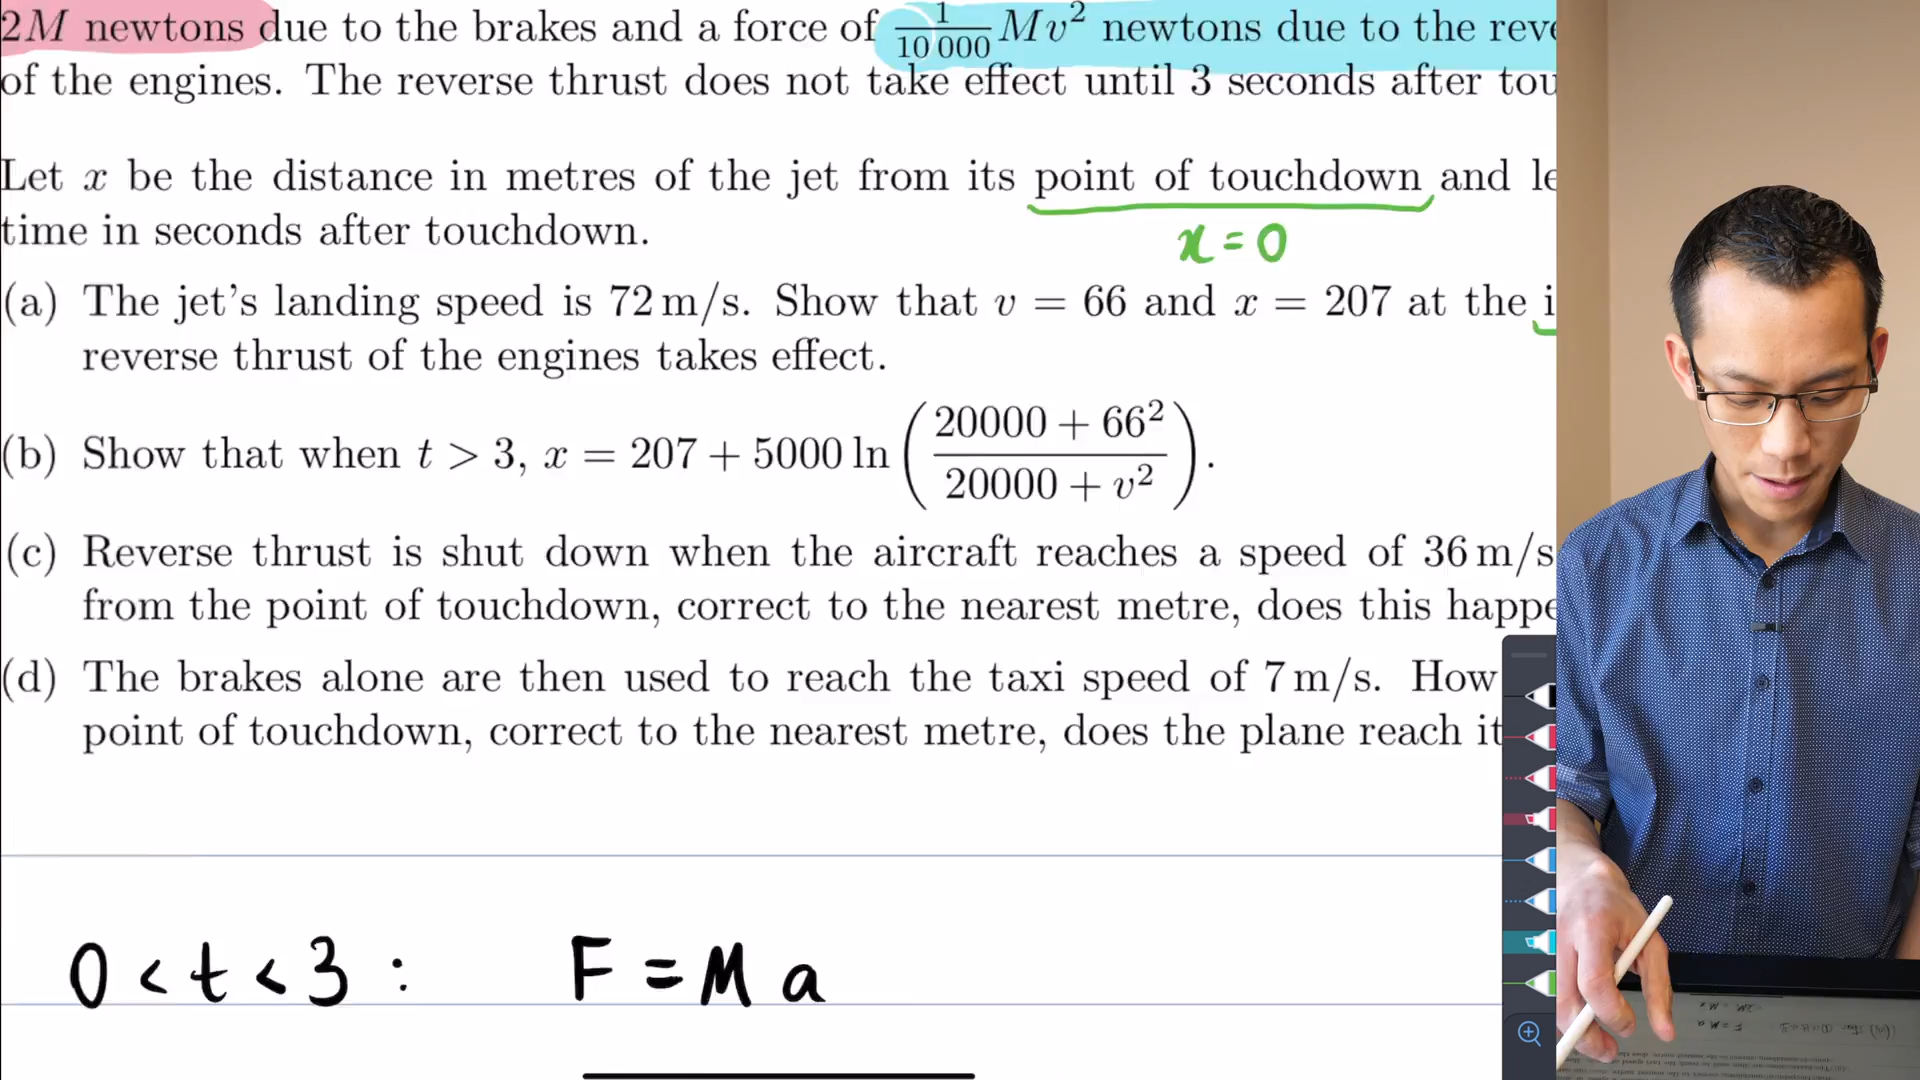 2M newtons due to the brakes and a force of 1/10 000 Mv² newtons due to the
of the engines. The reverse thrust does not take effect until 3 seconds after
Let x be the distance in metres of the jet from its point of touchdown and
time in seconds after touchdown.
x = 0
(a) The jet's landing speed is 72 m/s. Show that v = 66 and x = 207 at the
reverse thrust of the engines takes effect.
(b) Show that when t > 3, x = 207 + 5000 ln ( (20000 + 66²) / (20000 + v²) ).
(c) Reverse thrust is shut down when the aircraft reaches a speed of 36 m/s
from the point of touchdown, correct to the nearest metre, does this
(d) The brakes alone are then used to reach the taxi speed of 7 m/s. How
point of touchdown, correct to the nearest metre, does the plane reach it
0 < t < 3 : F = M a